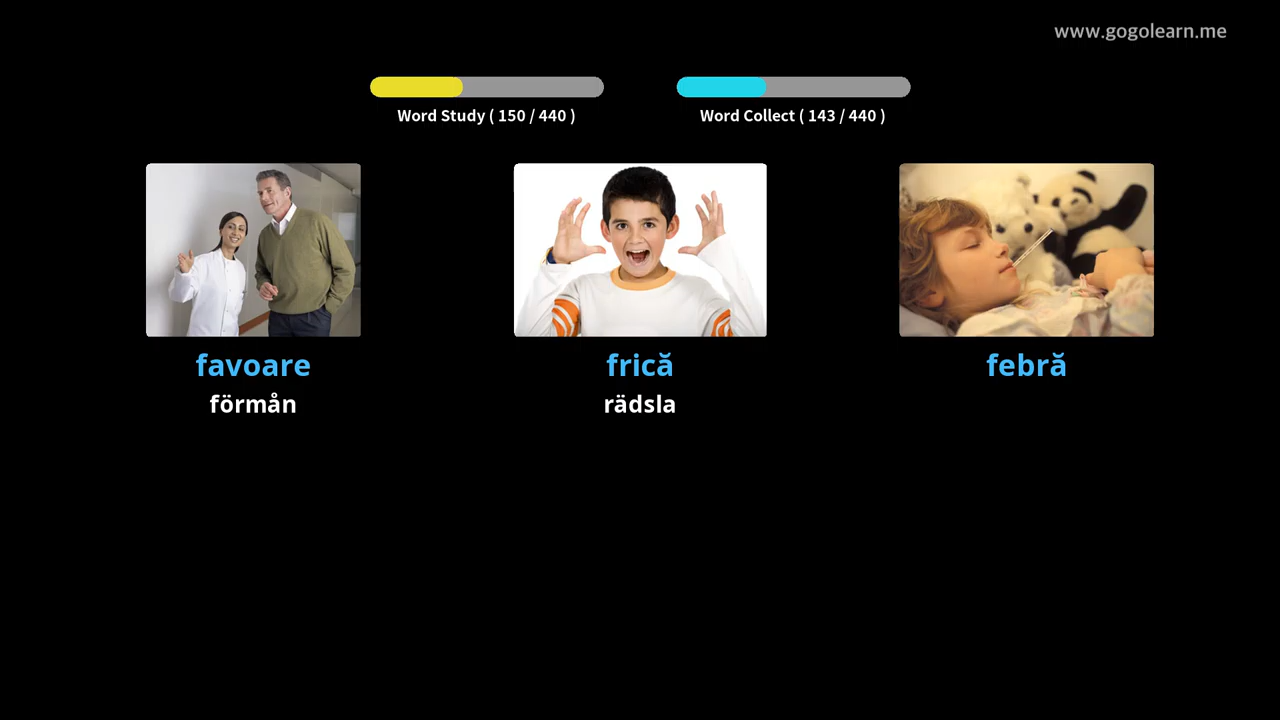 www.gogolearn.me
Word Study ( 150 / 440 )
Word Collect ( 143 / 440 )
favoare
förmån
frică
rädsla
febră